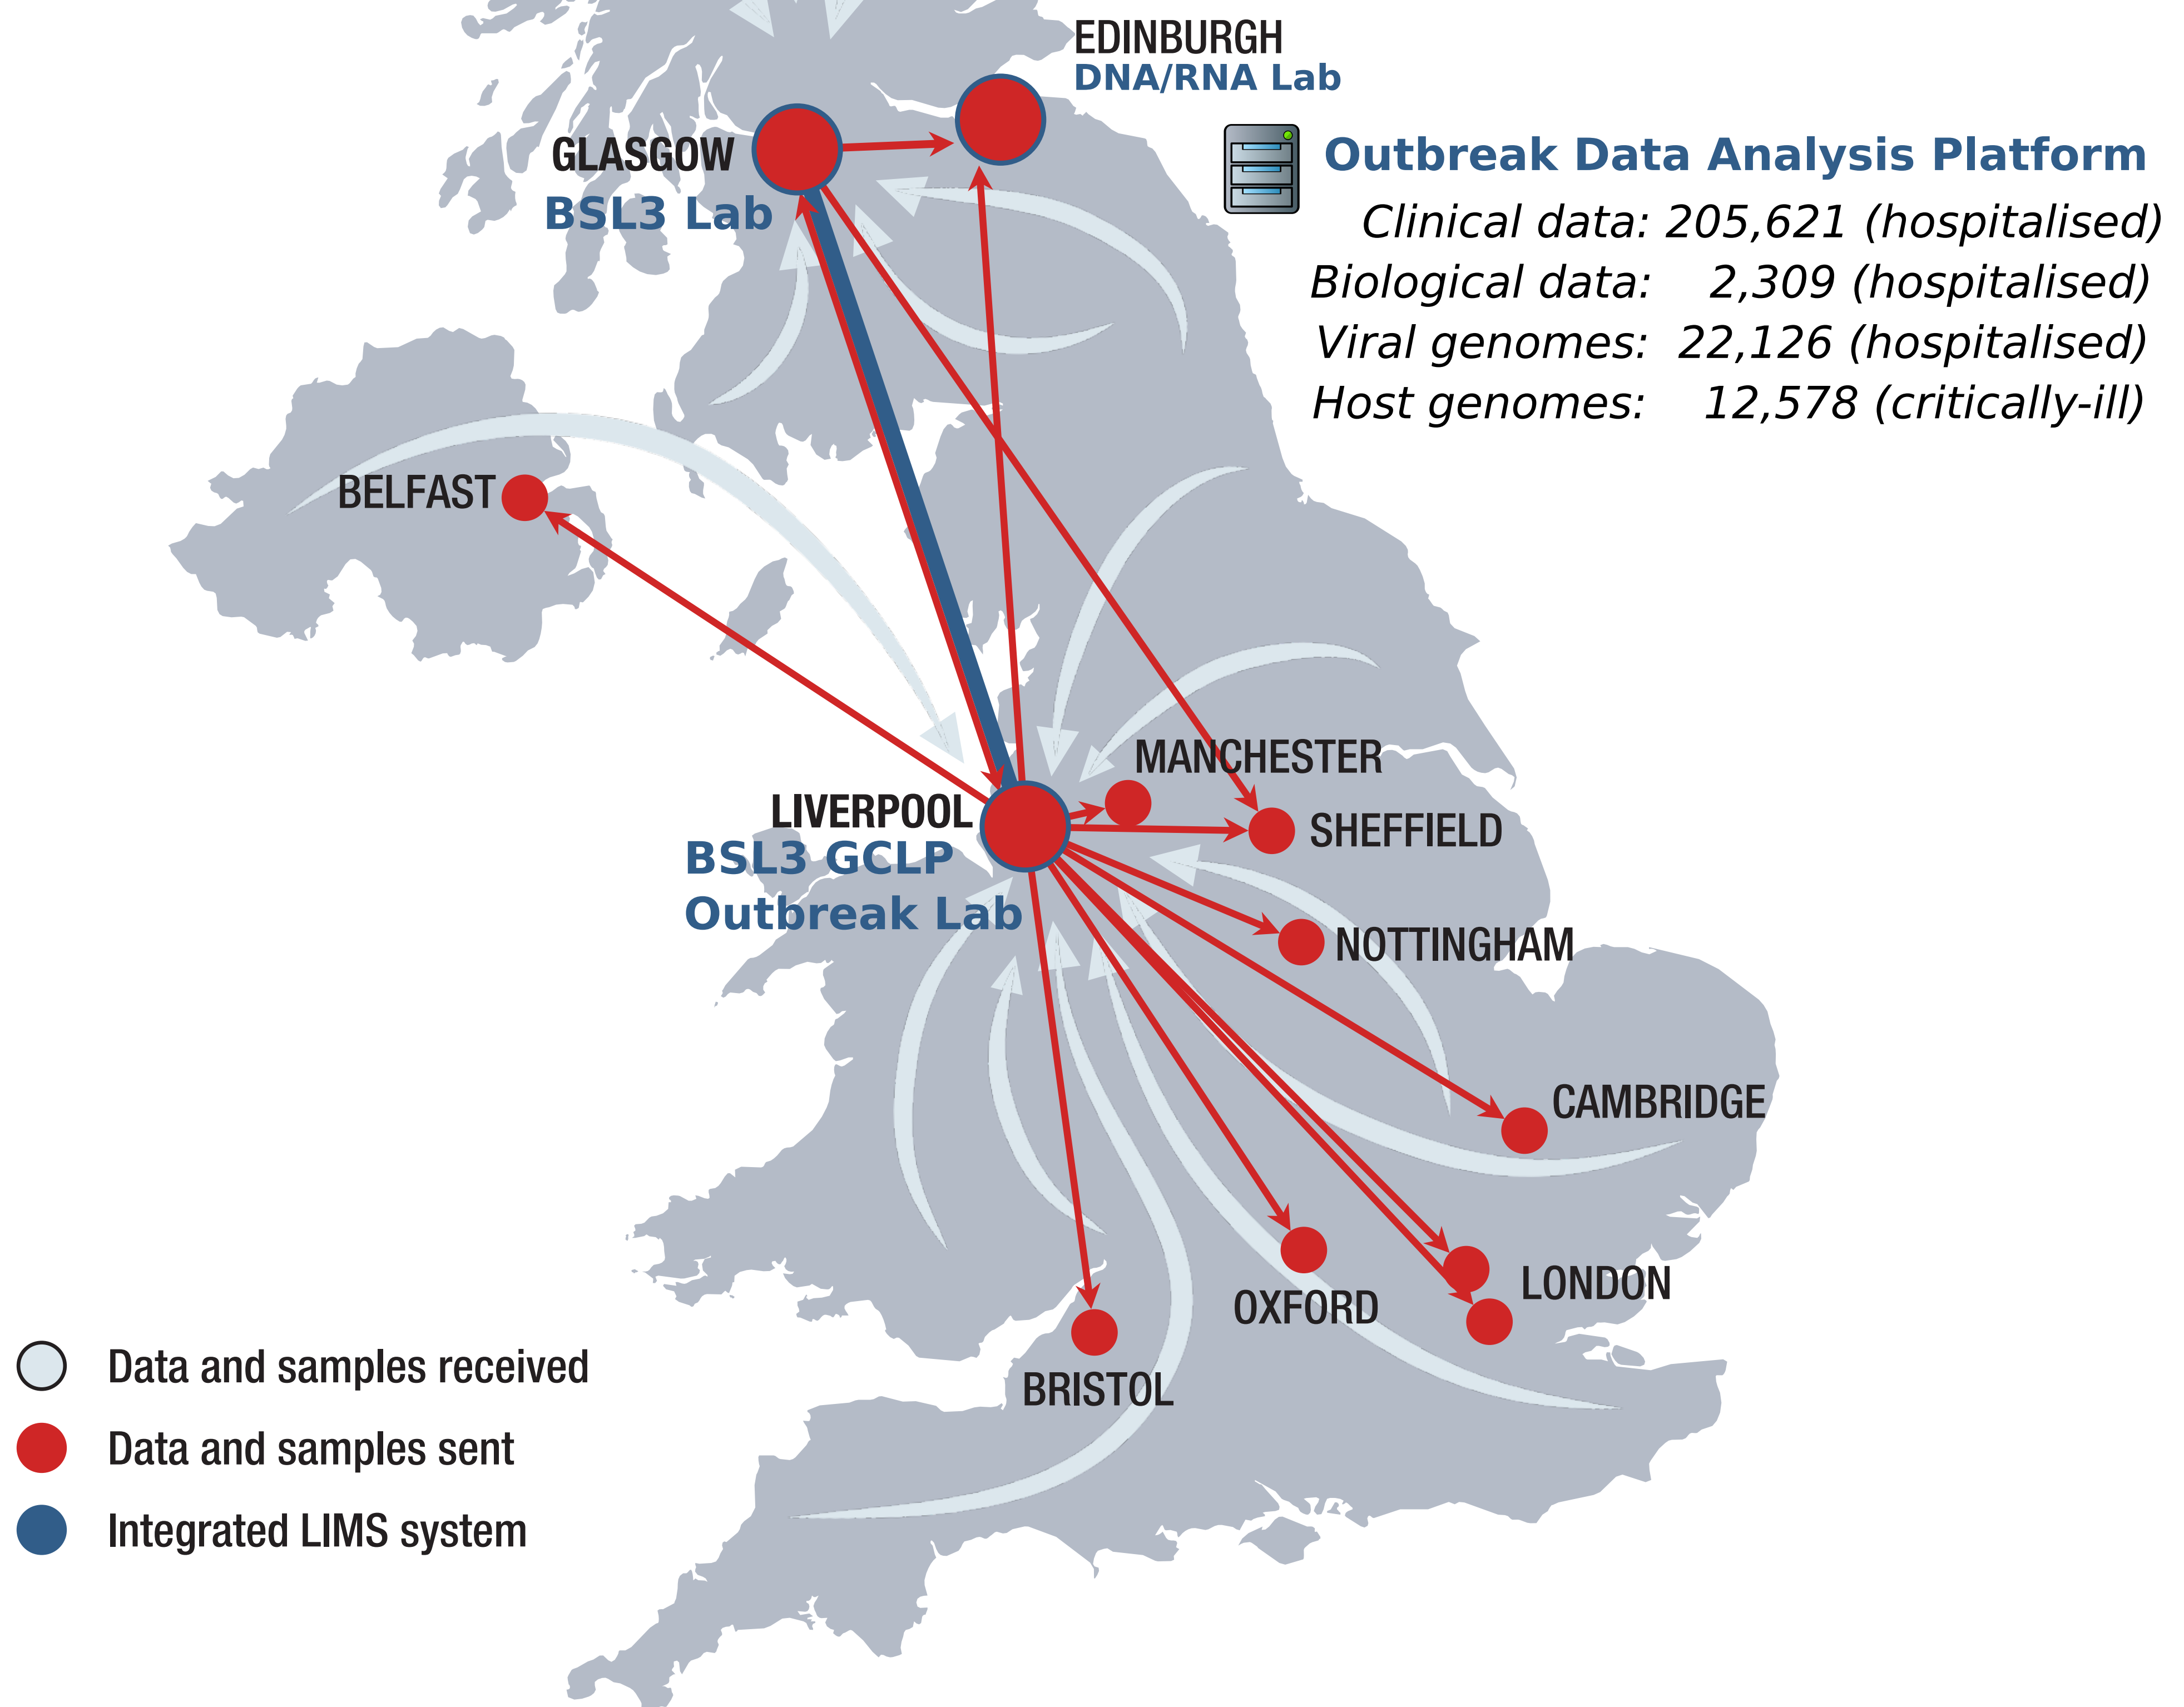 EDINBURGH
DNA/RNA Lab
GLASGOW
BSL3 Lab
Outbreak Data Analysis Platform
Clinical data: 205,621 (hospitalised)
Biological data: 2,309 (hospitalised)
Viral genomes: 22,126 (hospitalised)
Host genomes: 12,578 (critically-ill)
BELFAST
MANCHESTER
LIVERPOOL
BSL3 GCLP
Outbreak Lab
SHEFFIELD
NOTTINGHAM
CAMBRIDGE
LONDON
OXFORD
BRISTOL
Data and samples received
Data and samples sent
Integrated LIMS system